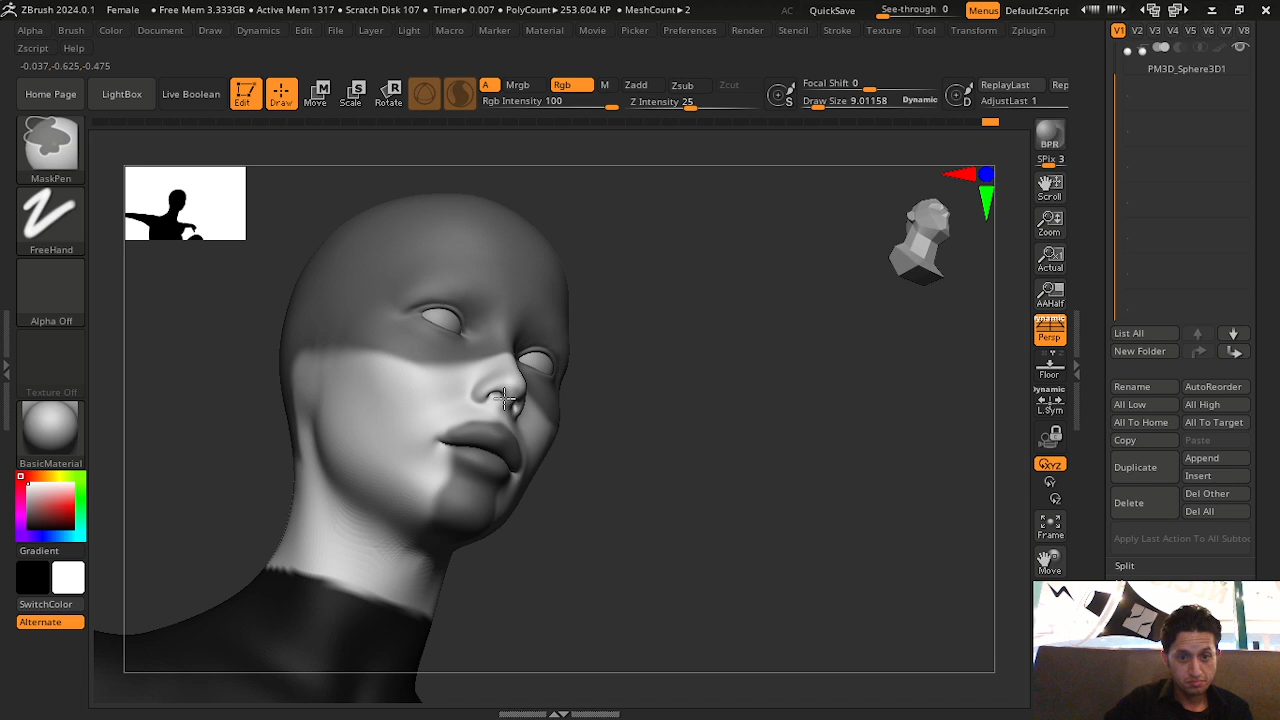 ZBrush 2024.0.1 Female • Free Mem 3.333GB • Active Mem 1317 • Scratch Disk 107 • Timer▸0.007 • PolyCount▸253.604 KP • MeshCount▸2 AC QuickSave See-through 0 Menus DefaultZScript
Alpha Brush Color Document Draw Dynamics Edit File Layer Light Macro Marker Material Movie Picker Preferences Render Stencil Stroke Texture Tool Transform Zplugin
Zscript Help
-0.037,-0.625,-0.475
Home Page LightBox Live Boolean Edit Draw Move Scale Rotate
A Mrgb Rgb M Zadd Zsub Zcut
Rgb Intensity 100 Z Intensity 25
S Focal Shift 0
Draw Size 9.01158 Dynamic
D ReplayLast Rep
AdjustLast 1
MaskPen
FreeHand
Alpha Off
Texture Off
BasicMaterial
Gradient
SwitchColor
Alternate
BPR
SPix 3
Scroll
Zoom
Actual
AAHalf
Dynamic
Persp
Floor
Dynamic
L.Sym
XYZ
Y
Z
Frame
Move
V1 V2 V3 V4 V5 V6 V7 V8
PM3D_Sphere3D1
List All
New Folder
Rename AutoReorder
All Low All High
All To Home All To Target
Copy Paste
Duplicate Append
Insert
Delete Del Other
Del All
Apply Last Action To All Subtoo
Split